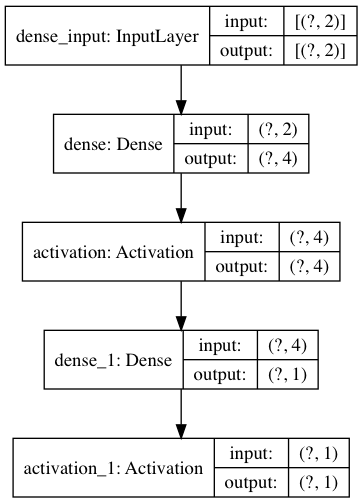 dense_input: InputLayer
input: [(?, 2)]
output: [(?, 2)]
dense: Dense
input: (?, 2)
output: (?, 4)
activation: Activation
input: (?, 4)
output: (?, 4)
dense_1: Dense
input: (?, 4)
output: (?, 1)
activation_1: Activation
input: (?, 1)
output: (?, 1)